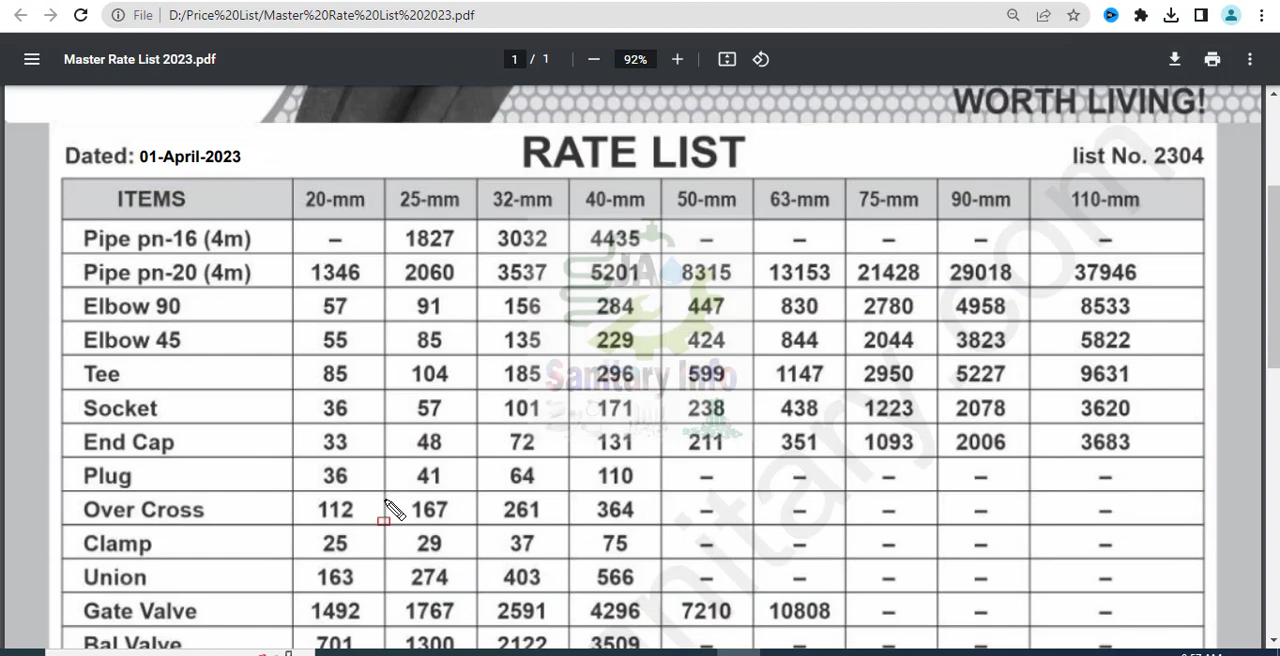 File D:/Price%20List/Master%20Rate%20List%202023.pdf
Master Rate List 2023.pdf 1 / 1 92%
WORTH LIVING!
Dated: 01-April-2023 RATE LIST list No. 2304
ITEMS 20-mm 25-mm 32-mm 40-mm 50-mm 63-mm 75-mm 90-mm 110-mm
Pipe pn-16 (4m) – 1827 3032 4435 – – – – –
Pipe pn-20 (4m) 1346 2060 3537 5201 8315 13153 21428 29018 37946
Elbow 90 57 91 156 284 447 830 2780 4958 8533
Elbow 45 55 85 135 229 424 844 2044 3823 5822
Tee 85 104 185 296 599 1147 2950 5227 9631
Socket 36 57 101 171 238 438 1223 2078 3620
End Cap 33 48 72 131 211 351 1093 2006 3683
Plug 36 41 64 110 – – – – –
Over Cross 112 167 261 364 – – – – –
Clamp 25 29 37 75 – – – – –
Union 163 274 403 566 – – – – –
Gate Valve 1492 1767 2591 4296 7210 10808 – – –
Bal Valve 701 1300 2122 3509
JA
Sanitary Info